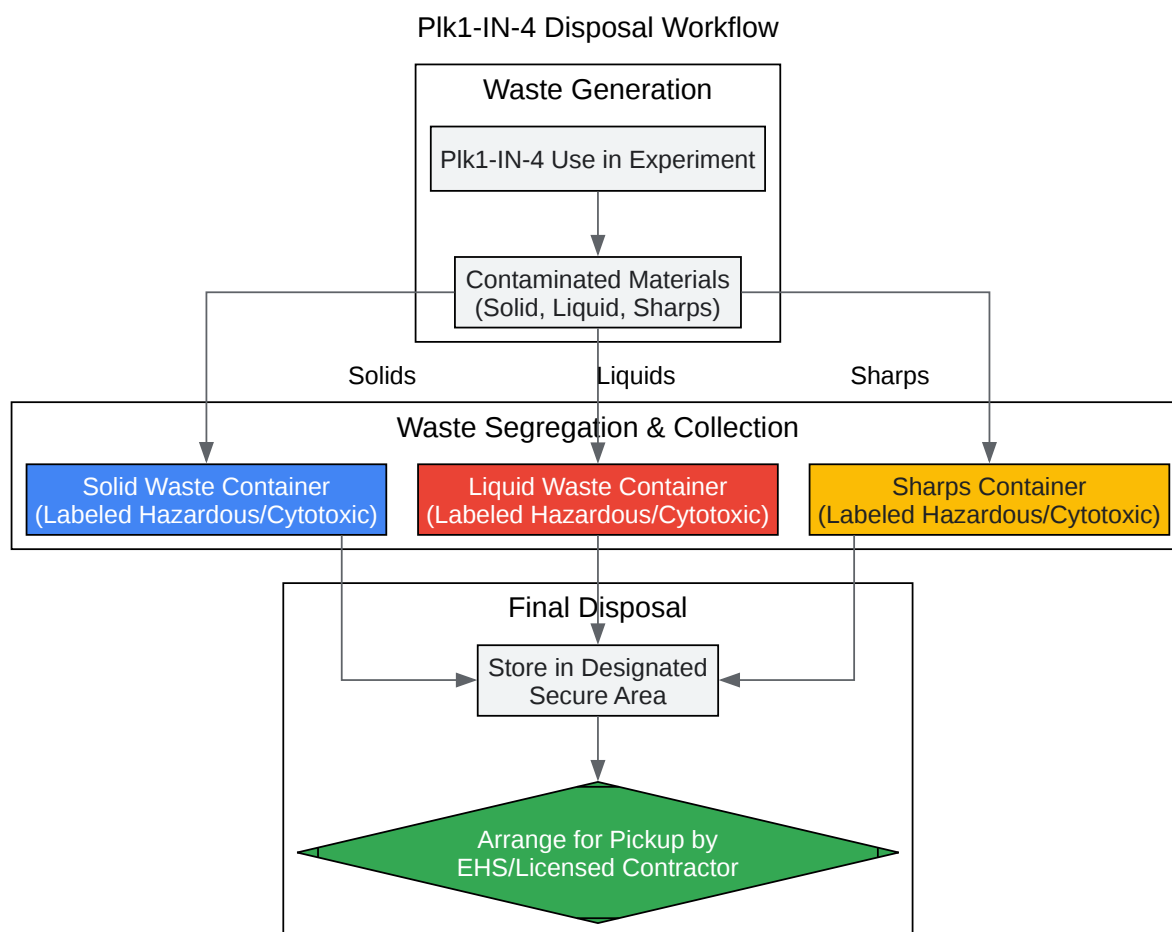 Plk1-IN-4 Disposal Workflow
Waste Generation
Plk1-IN-4 Use in Experiment
Contaminated Materials
(Solid, Liquid, Sharps)
Solids
Liquids
Sharps
Waste Segregation & Collection
Solid Waste Container
(Labeled Hazardous/Cytotoxic)
Liquid Waste Container
(Labeled Hazardous/Cytotoxic)
Sharps Container
(Labeled Hazardous/Cytotoxic)
Final Disposal
Store in Designated
Secure Area
Arrange for Pickup by
EHS/Licensed Contractor